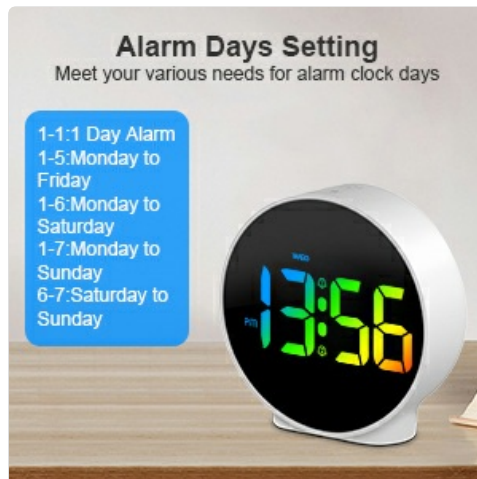 Alarm Days Setting
Meet your various needs for alarm clock days
1-1:1 Day Alarm
1-5:Monday to
Friday
1-6:Monday to
Saturday
1-7:Monday to
Sunday
6-7:Saturday to
Sunday
WED
PM 13:56